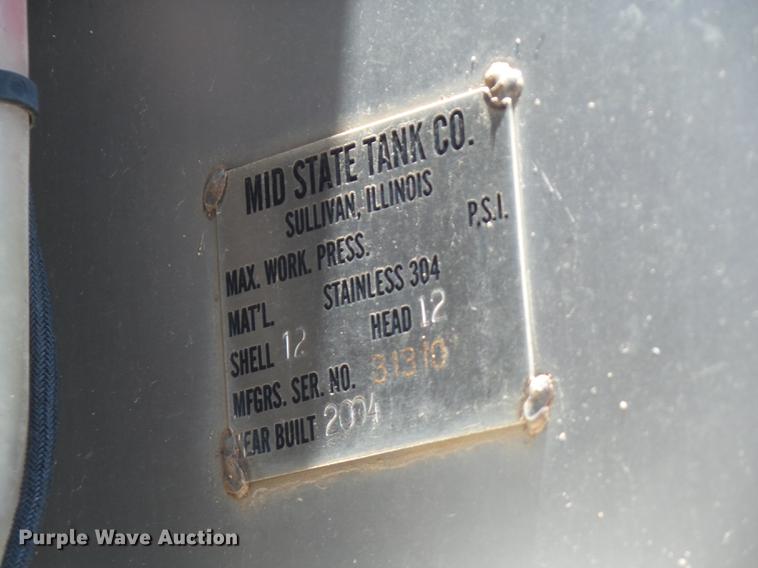 MID STATE TANK CO.
SULLIVAN, ILLINOIS
MAX. WORK. PRESS. P.S.I.
MAT'L. STAINLESS 304
SHELL 12 HEAD 12
MFGRS. SER. NO. 31310
YEAR BUILT 2004
Purple Wave Auction